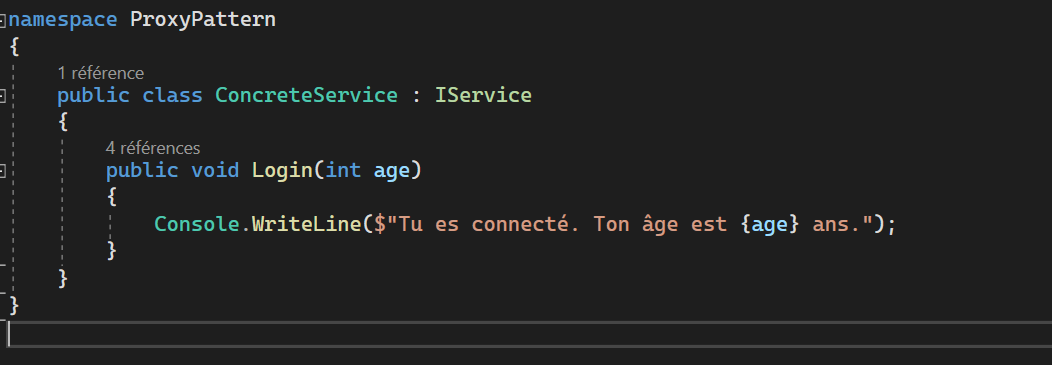 namespace ProxyPattern
{
1 référence
public class ConcreteService : IService
{
4 références
public void Login(int age)
{
Console.WriteLine($"Tu es connecté. Ton âge est {age} ans.");
}
}
}